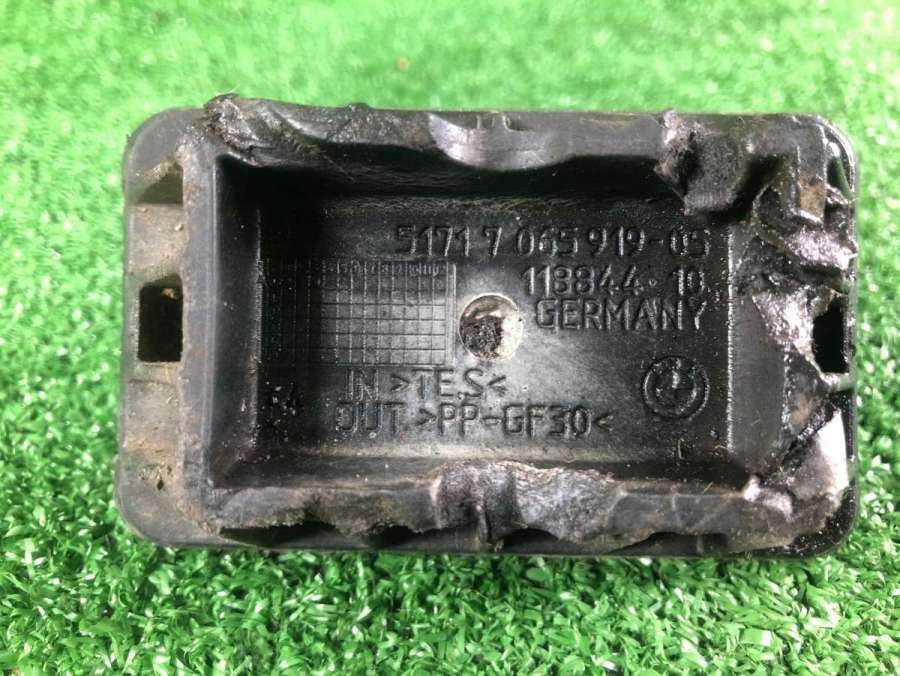 51717 065 919-05
118844 10
GERMANY
IN >TES<
OUT >PP-GF30<